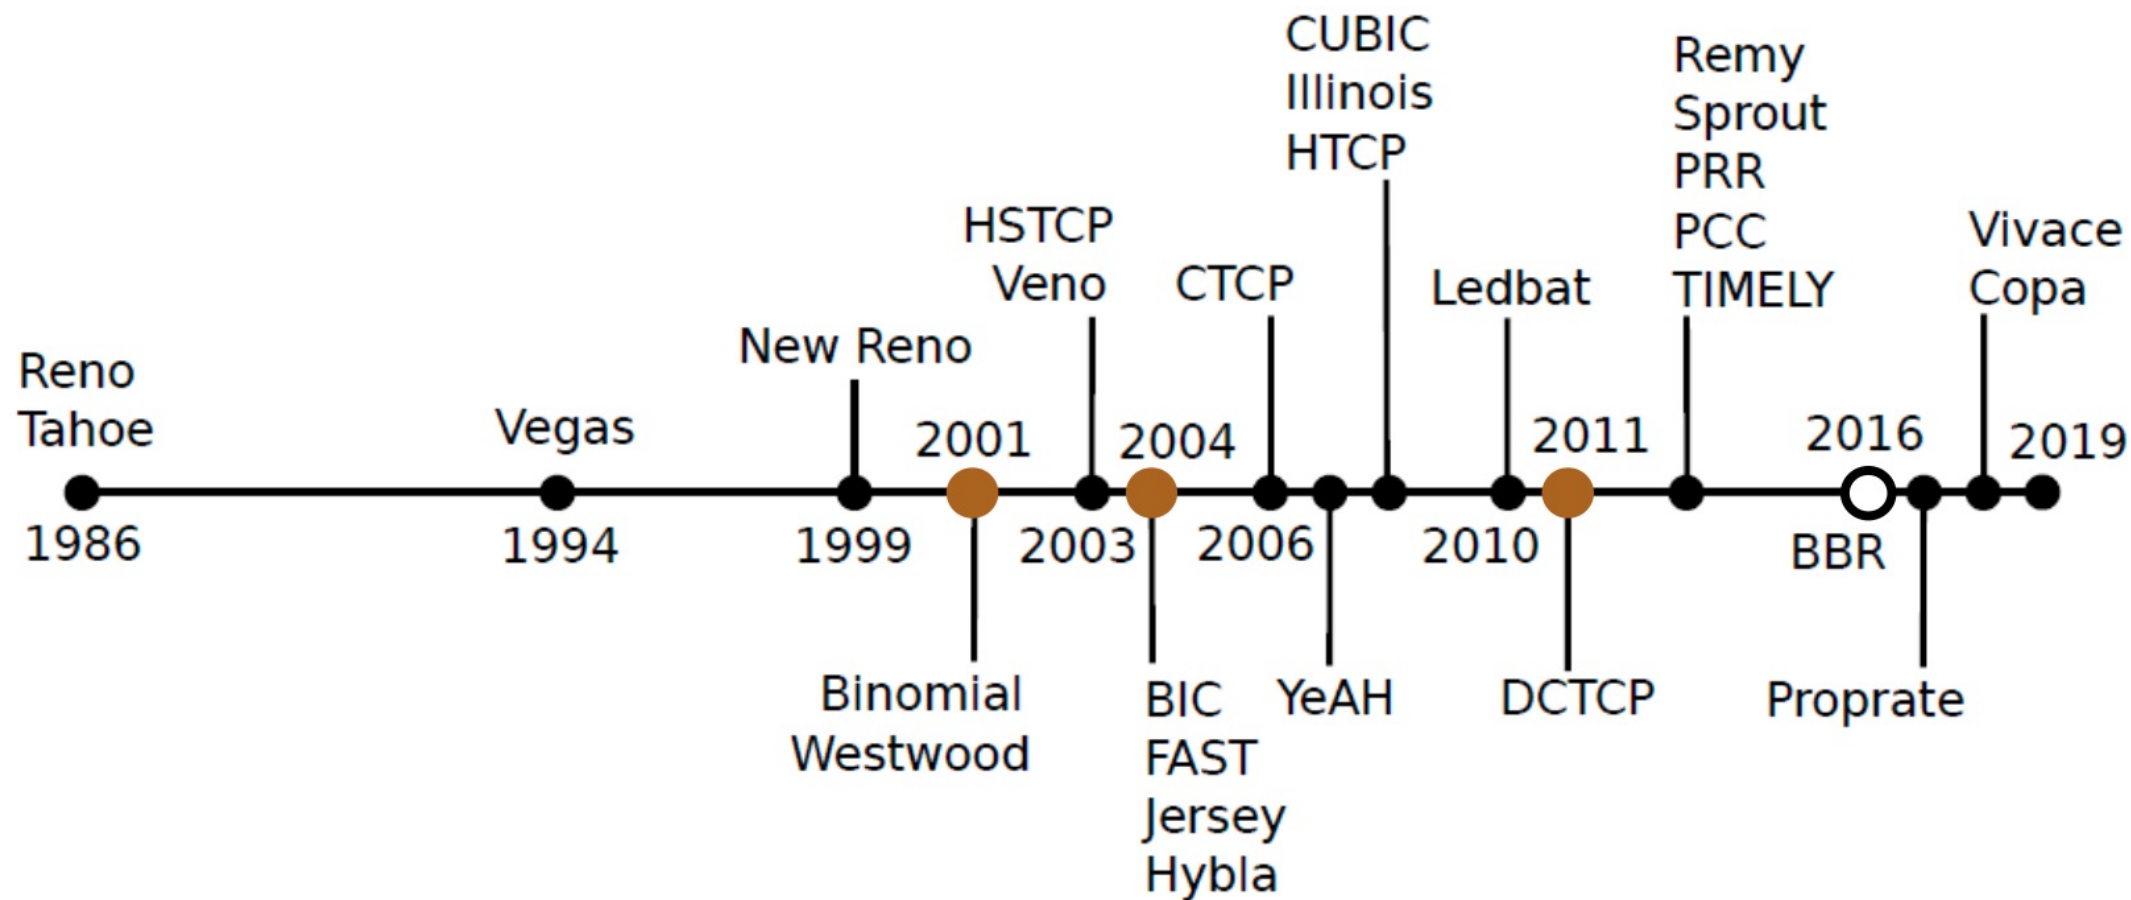 Reno
Tahoe
1986
Vegas
1994
New Reno
1999
2001
Binomial
Westwood
HSTCP
Veno
2003
2004
BIC
FAST
Jersey
Hybla
CTCP
2006
YeAH
CUBIC
Illinois
HTCP
Ledbat
2010
2011
DCTCP
Remy
Sprout
PRR
PCC
TIMELY
2016
BBR
Proprate
Vivace
Copa
2019